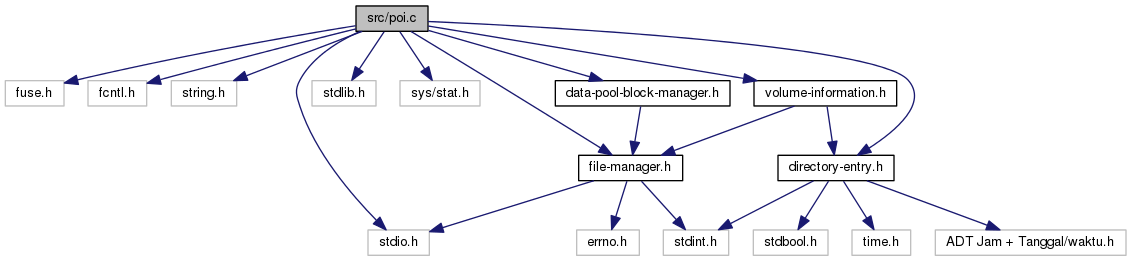 src/poi.c
fuse.h
fcntl.h
string.h
stdlib.h
sys/stat.h
data-pool-block-manager.h
volume-information.h
file-manager.h
directory-entry.h
stdio.h
errno.h
stdint.h
stdbool.h
time.h
ADT Jam + Tanggal/waktu.h